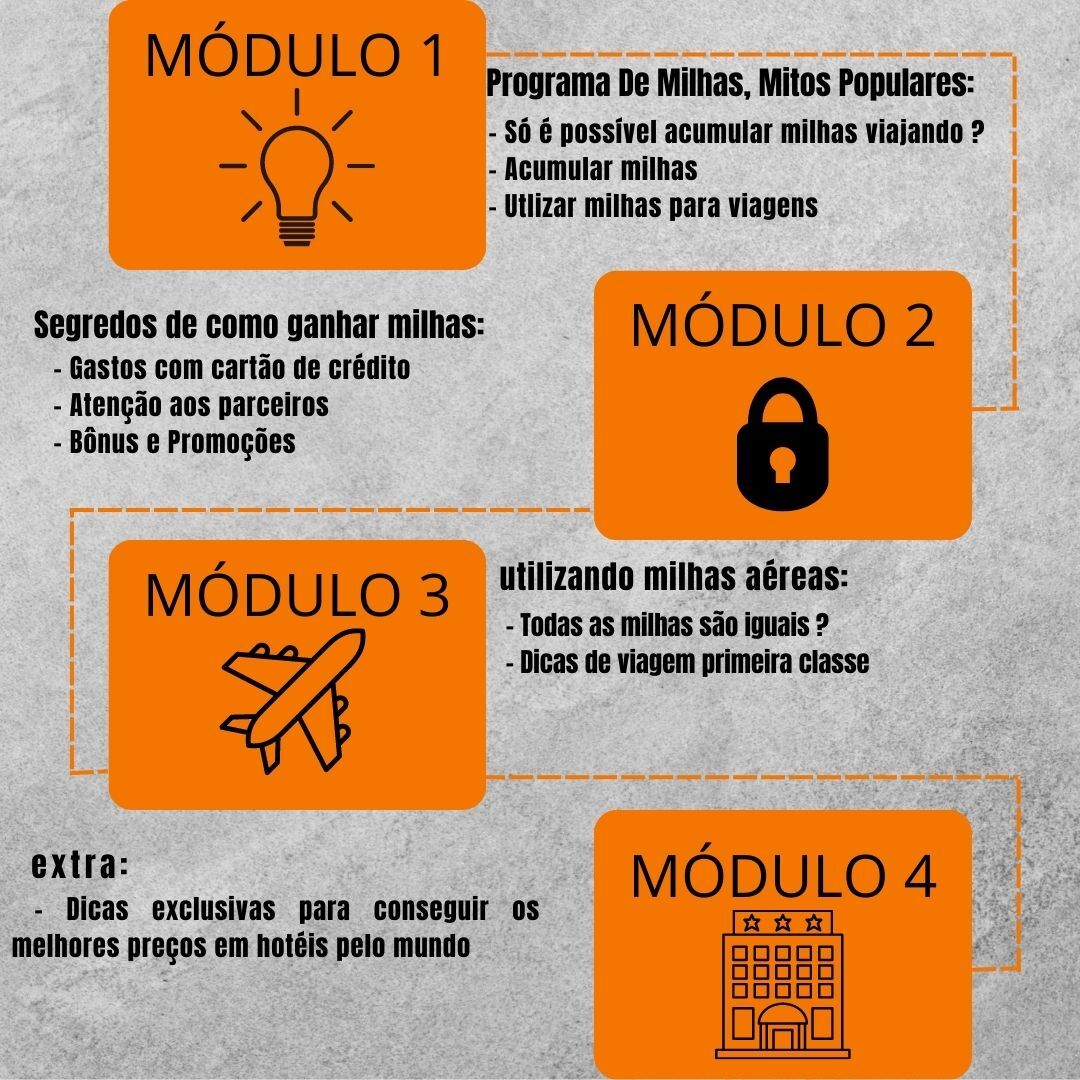 MÓDULO 1
Programa De Milhas, Mitos Populares:
- Só é possível acumular milhas viajando ?
- Acumular milhas
- Utlizar milhas para viagens
MÓDULO 2
Segredos de como ganhar milhas:
- Gastos com cartão de crédito
- Atenção aos parceiros
- Bônus e Promoções
MÓDULO 3
utilizando milhas aéreas:
- Todas as milhas são iguais ?
- Dicas de viagem primeira classe
MÓDULO 4
extra:
- Dicas exclusivas para conseguir os
melhores preços em hotéis pelo mundo